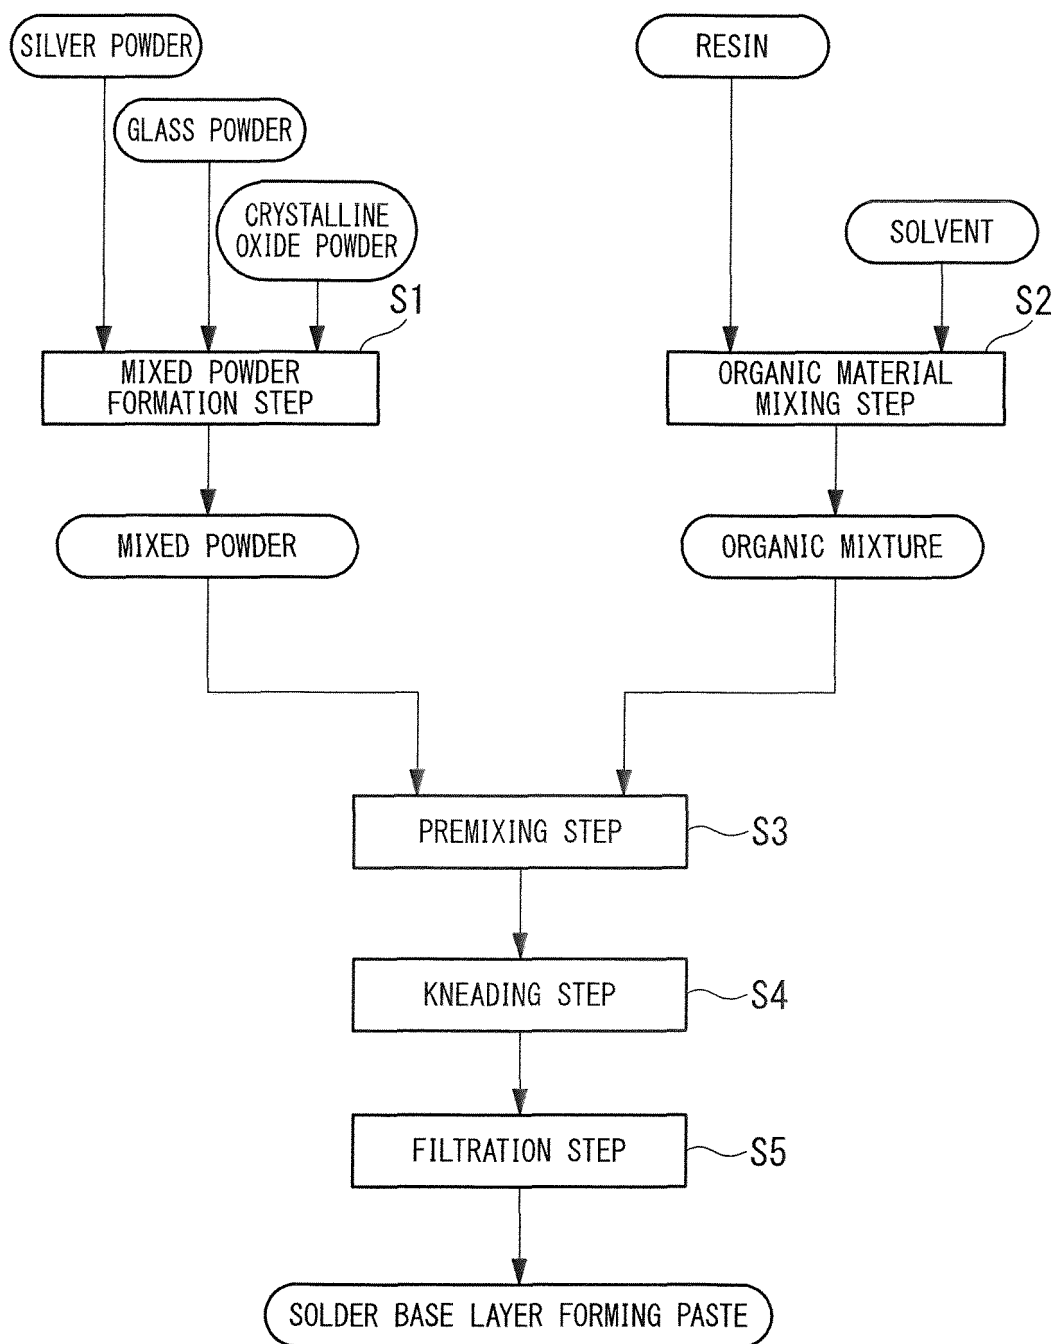 SILVER POWDER
RESIN
GLASS POWDER
CRYSTALLINE
OXIDE POWDER
SOLVENT
S1
S2
MIXED POWDER
FORMATION STEP
ORGANIC MATERIAL
MIXING STEP
MIXED POWDER
ORGANIC MIXTURE
PREMIXING STEP
S3
KNEADING STEP
S4
FILTRATION STEP
S5
SOLDER BASE LAYER FORMING PASTE